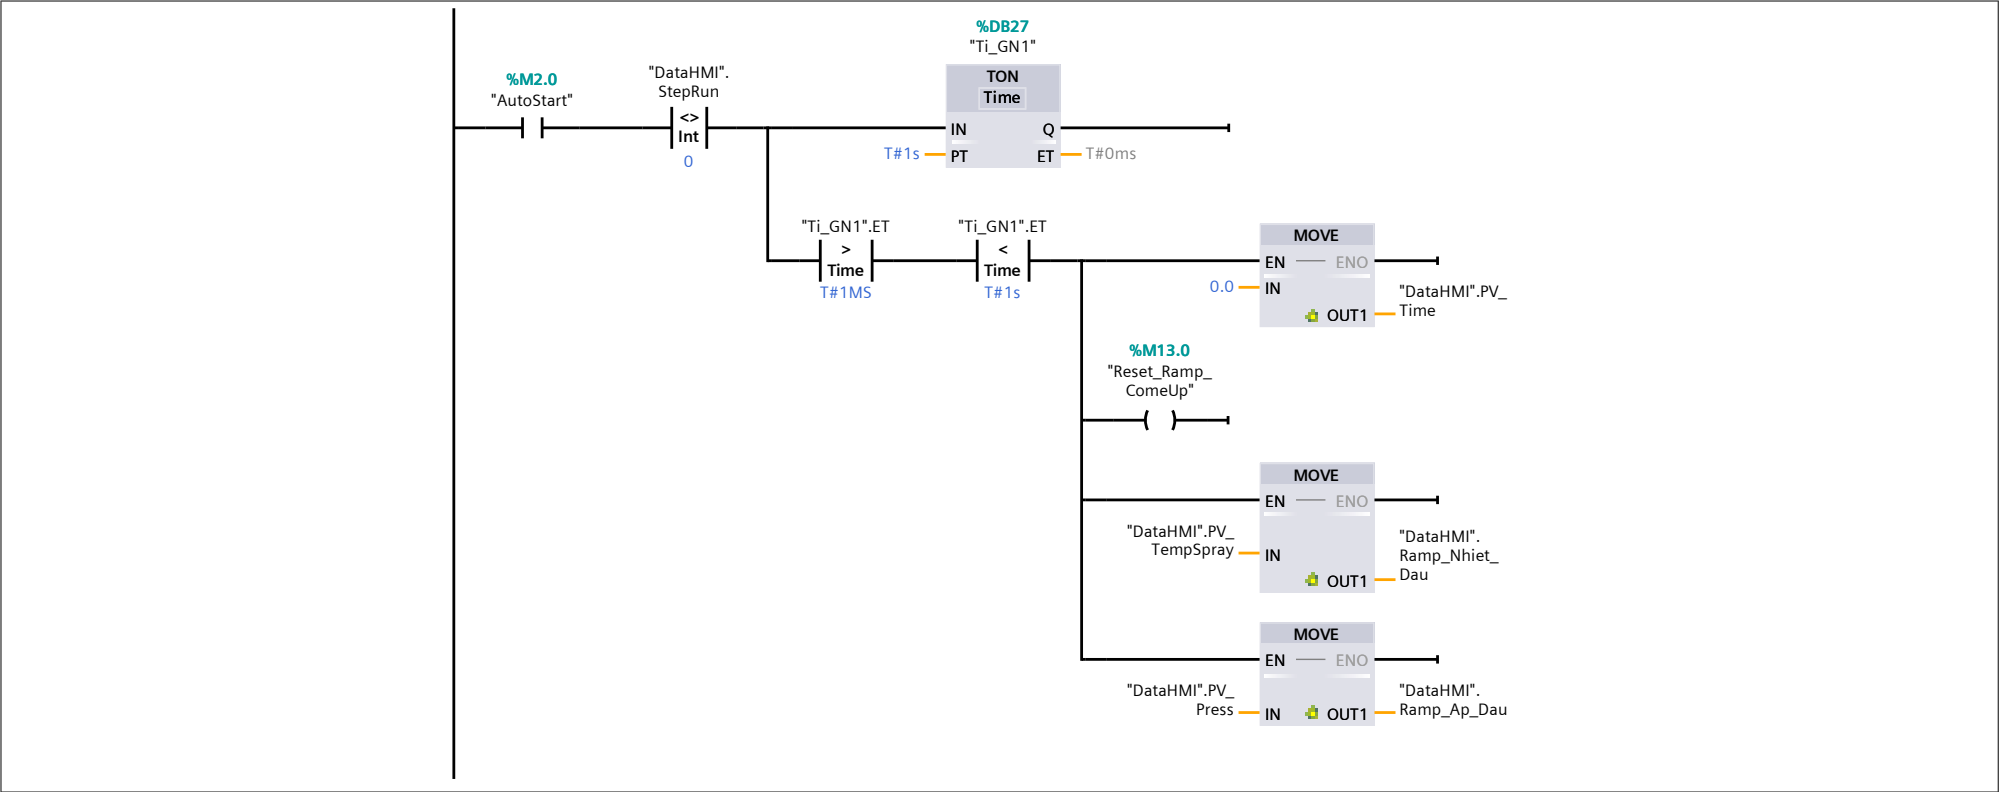 %DB27
"Ti_GN1"
TON
Time
%M2.0
"AutoStart"
"DataHMI".
StepRun
<>
Int
0
IN
Q
T#1s
PT
ET
T#0ms
"Ti_GN1".ET
>
Time
T#1MS
"Ti_GN1".ET
<
Time
T#1s
MOVE
EN
ENO
0.0
IN
OUT1
"DataHMI".PV_
Time
%M13.0
"Reset_Ramp_
ComeUp"
( )
MOVE
EN
ENO
"DataHMI".PV_
TempSpray
IN
OUT1
"DataHMI".
Ramp_Nhiet_
Dau
MOVE
EN
ENO
"DataHMI".PV_
Press
IN
OUT1
"DataHMI".
Ramp_Ap_Dau